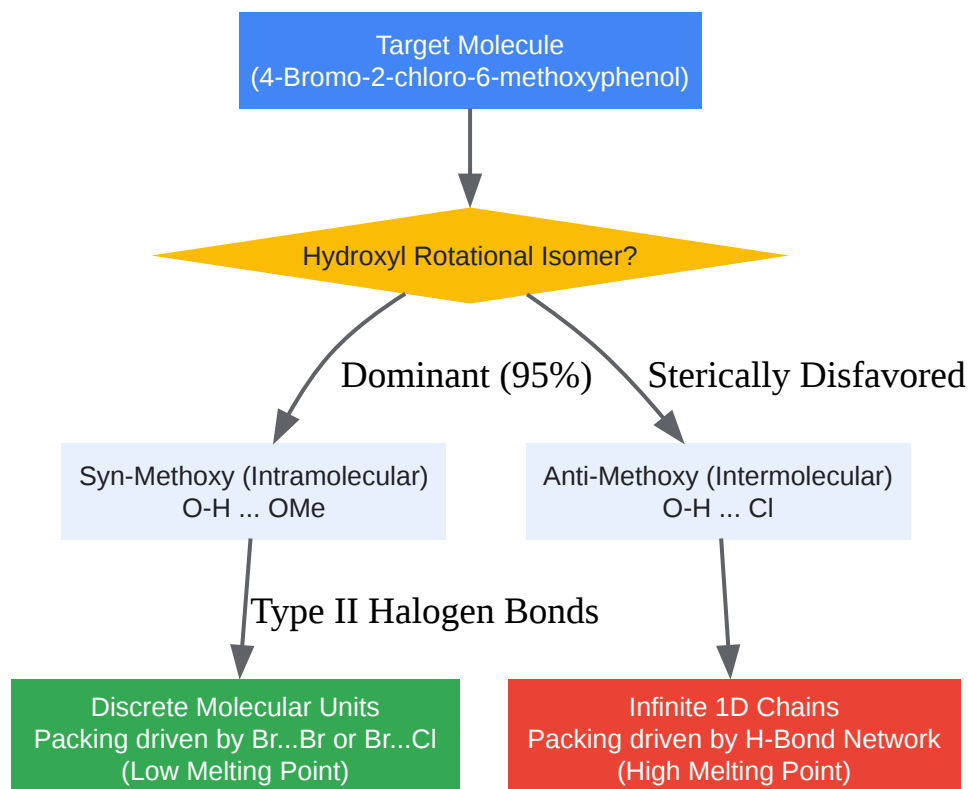 Target Molecule
(4-Bromo-2-chloro-6-methoxyphenol)
Hydroxyl Rotational Isomer?
Dominant (95%)
Sterically Disfavored
Syn-Methoxy (Intramolecular)
O-H ... OMe
Anti-Methoxy (Intermolecular)
O-H ... Cl
Type II Halogen Bonds
Discrete Molecular Units
Packing driven by Br...Br or Br...Cl
(Low Melting Point)
Infinite 1D Chains
Packing driven by H-Bond Network
(High Melting Point)